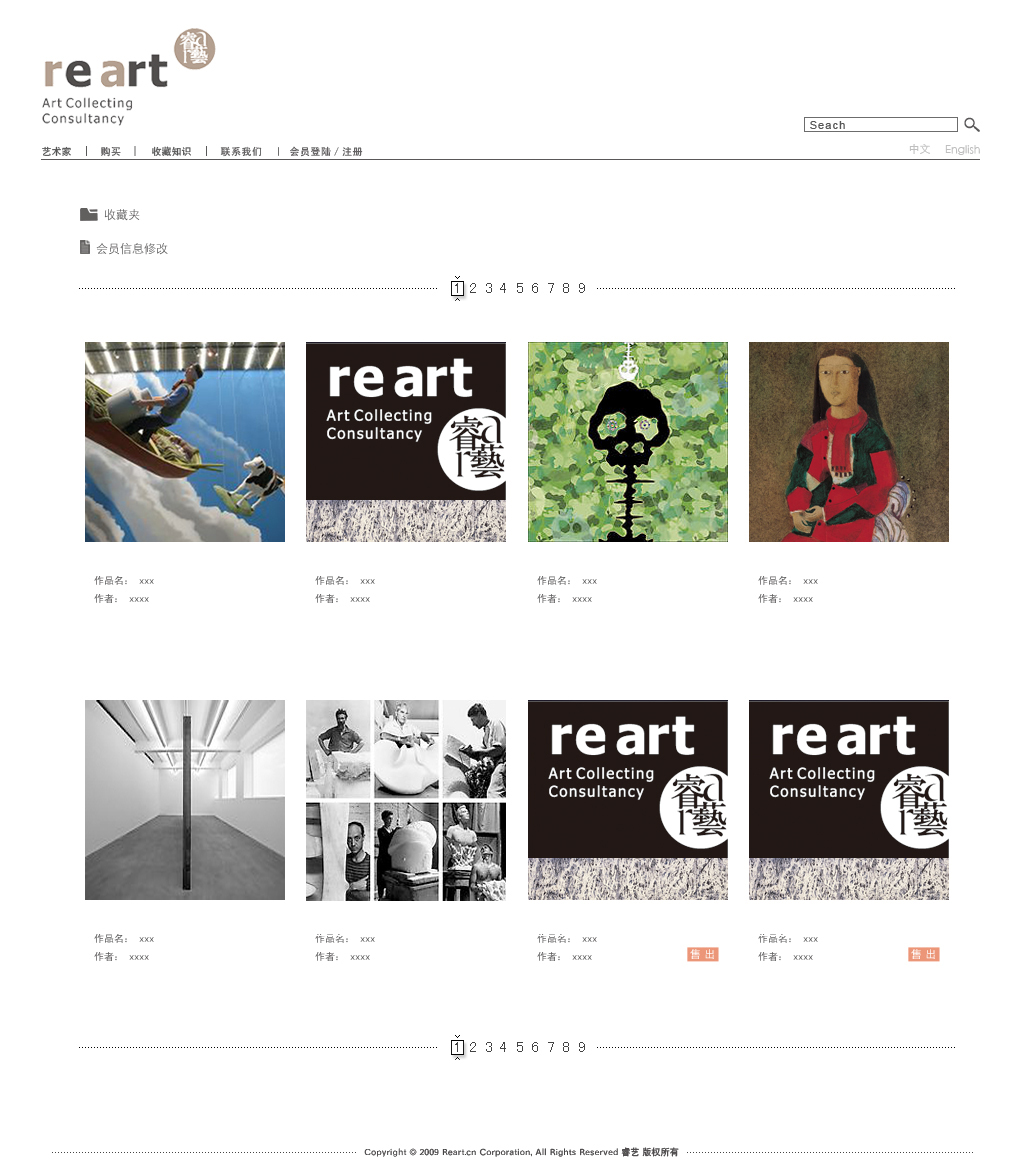 re art
睿藝
Art Collecting
Consultancy
Seach
艺术家 | 购买 | 收藏知识 | 联系我们 | 会员登陆 / 注册
中文 English
收藏夹
会员信息修改
1 2 3 4 5 6 7 8 9
re art
Art Collecting
Consultancy
睿a
r藝
作品名： xxx
作者： xxxx
作品名： xxx
作者： xxxx
作品名： xxx
作者： xxxx
作品名： xxx
作者： xxxx
re art
Art Collecting
Consultancy
睿a
r藝
re art
Art Collecting
Consultancy
睿a
r藝
作品名： xxx
作者： xxxx
作品名： xxx
作者： xxxx
作品名： xxx
作者： xxxx
售出
作品名： xxx
作者： xxxx
售出
1 2 3 4 5 6 7 8 9
Copyright © 2009 Reart.cn Corporation, All Rights Reserved 睿艺 版权所有